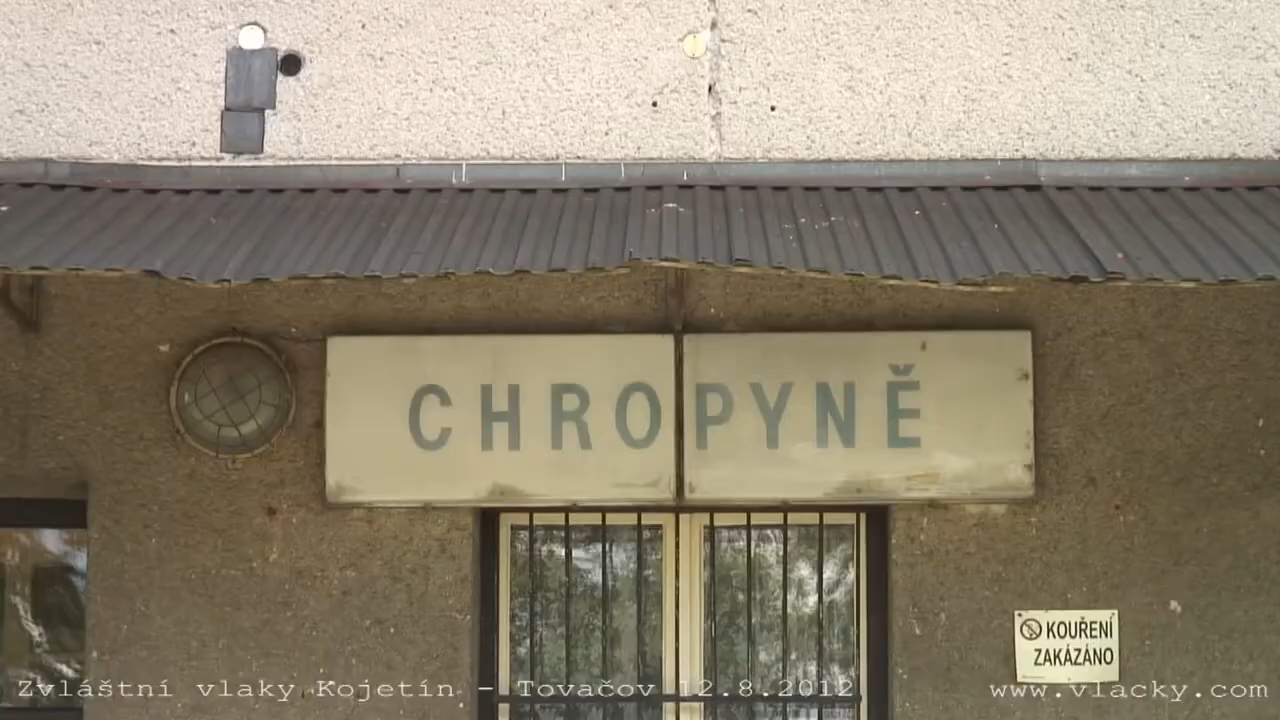 CHROPYNĚ
KOUŘENÍ
ZAKÁZÁNO
Zvláštní vlaky Kojetín - Tovačov 12.8.2012
www.vlacky.com